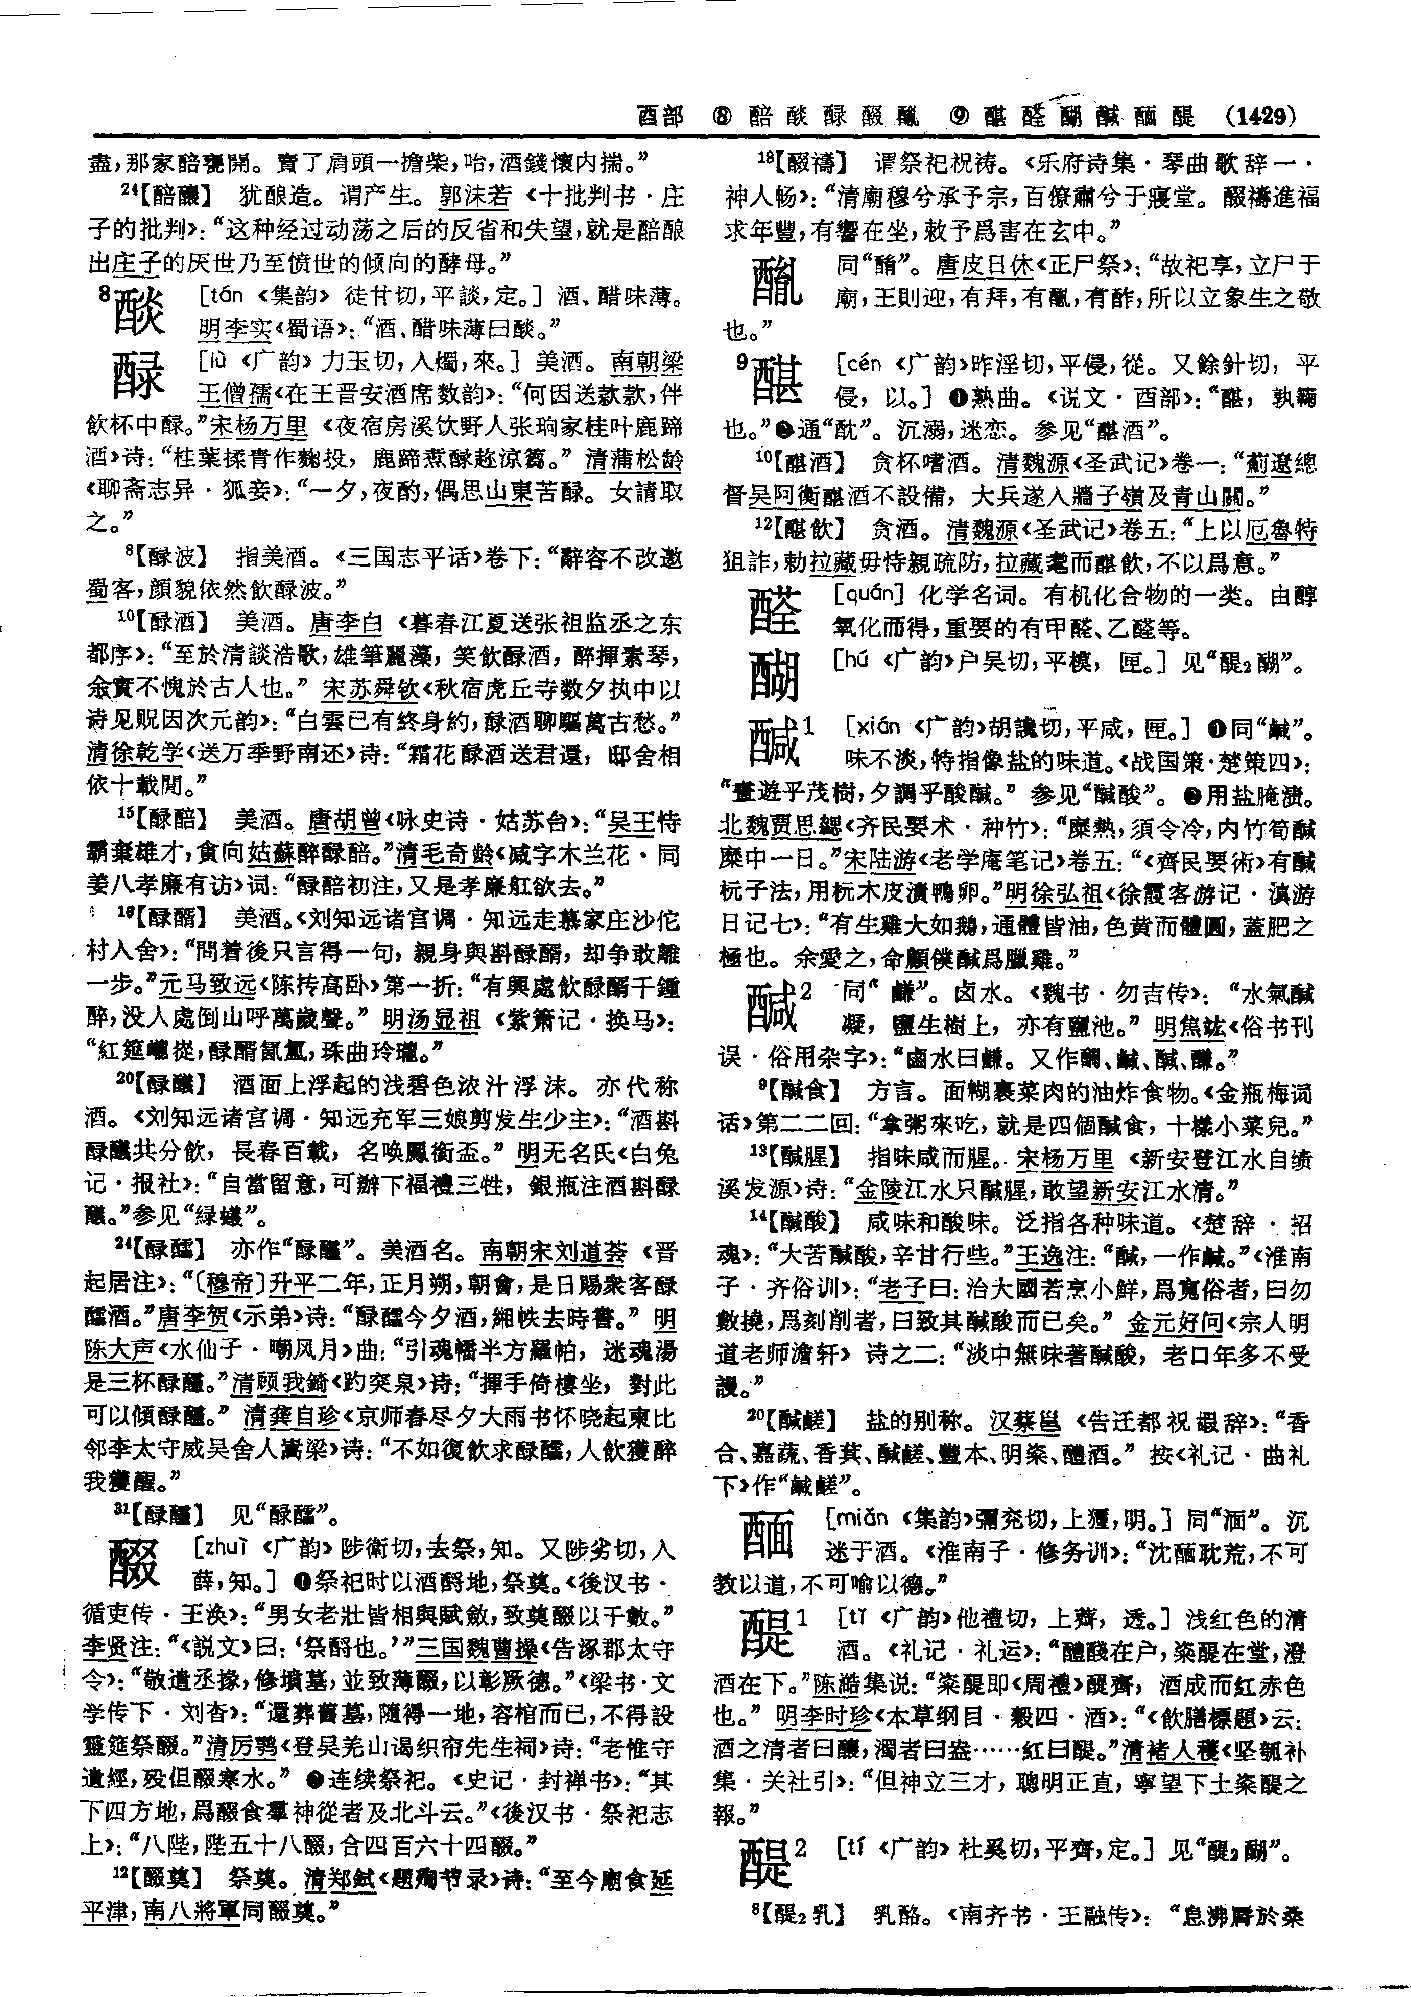 酉部 ⑧ 醅 醈 醁 醊 酳 ⑨ 醓 醛 醐 醎 醽 醍 (1429)
盡，那家醅甕開。賣了肩頭一擔柴，咍，酒錢懷内揣。”
²⁴【醅釀】 犹酿造。谓产生。郭沫若《十批判书·庄
子的批判》：“这种经过动荡之后的反省和失望，就是醅酿
出庄子的厌世乃至愤世的倾向的酵母。”
8 [tán《集韵》徒甘切，平談，定。] 酒、醋味薄。
明李实《蜀语》：“酒、醋味薄曰醈。”
醁 [lù《广韵》力玉切，入燭，來。] 美酒。南朝梁
王僧孺《在王晋安酒席数韵》：“何因送款款，伴
飲杯中醁。”宋杨万里《夜宿房溪饮野人张珦家桂叶鹿蹄
酒》诗：“桂葉揉青作麴投，鹿蹄煮醁趁涼篘。”清蒲松龄
《聊斋志异·狐妾》：“一夕，夜酌，偶思山東苦醁。女請取
之。”
⁸【醁波】 指美酒。《三国志平话》卷下：“辭容不改邀
蜀客，顔貌依然飲醁波。”
¹⁰【醁酒】 美酒。唐李白《暮春江夏送张祖监丞之东
都序》：“至於清談浩歌，雄筆麗藻，笑飲醁酒，醉揮素琴，
余實不愧於古人也。”宋苏舜钦《秋宿虎丘寺数夕执中以
诗见贶因次元韵》：“白雲已有終身約，醁酒聊驅萬古愁。”
清徐乾学《送万季野南还》诗：“霜花醁酒送君還，邸舍相
依十載閒。”
¹⁵【醁醅】 美酒。唐胡曾《咏史诗·姑苏台》：“吴王恃
霸棄雄才，貪向姑蘇醉醁醅。”清毛奇龄《减字木兰花·同
姜八孝廉有访》词：“醁醅初注，又是孝廉舡欲去。”
¹⁶【醁醑】 美酒。《刘知远诸宫调·知远走慕家庄沙佗
村入舍》：“問着後只言得一句，親身與斟醁醑，却争敢離
一步。”元马致远《陈抟高卧》第一折：“有興處飲醁醑千鍾
醉，没人處倒山呼萬歲聲。”明汤显祖《紫箫记·换马》：
“紅筵巘從，醁醑氤氲，珠曲玲瓏。”
²⁰【醁蟻】 酒面上浮起的浅碧色浓汁浮沫。亦代称
酒。《刘知远诸宫调·知远充军三娘剪发生少主》：“酒斟
醁蟻共分飲，長春百載，名唤鳳銜盃。”明无名氏《白兔
记·报社》：“自當留意，可辦下福禮三牲，銀瓶注酒斟醁
蟻。”参见“緑蟻”。
²¹【醁醽】 亦作“醁醽”。美酒名。南朝宋刘道荟《晋
起居注》：“〔穆帝〕升平二年，正月朔，朝會，是日賜衆客醁
醽酒。”唐李贺《示弟》诗：“醁醽今夕酒，緗帙去時書。”明
陈大声《水仙子·嘲风月》曲：“引魂幡半方羅帕，迷魂湯
是三杯醁醽。”清顾我錡《趵突泉》诗：“揮手倚樓坐，對此
可以傾醁醽。”清龚自珍《京师春尽夕大雨书怀晓起柬比
邻李太守威吴舍人嵩梁》诗：“不如復飲求醁醽，人飲獲醉
我獲醒。”
³¹【醁醽】 见“醁醽”。
醊 [zhuì《广韵》陟衛切，去祭，知。又陟劣切，入
薛，知。] ❶祭祀时以酒酹地，祭奠。《後汉书·
循吏传·王涣》：“男女老壯皆相與賦斂，致奠醊以千數。”
李贤注：“《說文》曰：‘祭酹也。’”三国魏曹操《告涿郡太守
令》：“敬遣丞掾，修墳墓，並致薄醊，以彰厥德。”《梁书·文
学传下·刘杳》：“還葬舊墓，隨得一地，容棺而已，不得設
靈筵祭醊。”清厉鹗《登吴羌山谒织帘先生祠》诗：“老惟守
遺經，殁但醊寒水。” ❷连续祭祀。《史记·封禅书》：“其
下四方地，爲醊食羣神從者及北斗云。”《後汉书·祭祀志
上》：“八陛，陛五十八醊，合四百六十四醊。”
¹²【醊奠】 祭奠。清郑鉽《题殉节录》诗：“至今廟食延
平津，南八將軍同醊奠。”
¹⁸【醊禱】 谓祭祀祝祷。《乐府诗集·琴曲歌辞一·
神人畅》：“清廟穆兮承予宗，百僚肅兮于寢堂。醊禱進福
求年豐，有響在坐，敕予爲害在玄中。”
同“酳”。唐皮日休《正尸祭》：“故祀享，立尸于
廟，王則迎，有拜，有酳，有酢，所以立象生之敬
也。”
9 [cén《广韵》昨淫切，平侵，從。又餘針切，平
侵，以。] ❶熟曲。《说文·酉部》：“醓，孰𥶶
也。” ❷通“酖”。沉溺，迷恋。参见“醓酒”。
¹⁰【醓酒】 贪杯嗜酒。清魏源《圣武记》卷一：“薊遼總
督吴阿衡醓酒不設備，大兵遂入牆子嶺及青山關。”
¹²【醓飲】 贪酒。清魏源《圣武记》卷五：“上以厄魯特
狙詐，勅拉藏毋恃親疏防，拉藏耄而醓飲，不以爲意。”
醛 [quán] 化学名词。有机化合物的一类。由醇
氧化而得，重要的有甲醛、乙醛等。
醐 [hú《广韵》户吴切，平模，匣。] 见“醍₂醐”。
醎¹ [xián《广韵》胡讒切，平咸，匣。] ❶同“鹹”。
味不淡，特指像盐的味道。《战国策·楚策四》：
“晝遊乎茂樹，夕調乎酸醎。”参见“醎酸”。❷用盐腌渍。
北魏贾思勰《齐民要术·种竹》：“糜熱，須令冷，内竹筍醎
糜中一日。”宋陆游《老学庵笔记》卷五：“《齊民要術》有醎
杬子法，用杬木皮漬鴨卵。”明徐弘祖《徐霞客游记·滇游
日记七》：“有生雞大如鵝，通體皆油，色黄而體圓，蓋肥之
極也。余愛之，命顧僕醎爲臘雞。”
醎² 同“鹻”。卤水。《魏书·勿吉传》：“水氣醎
凝，鹽生樹上，亦有鹽池。”明焦竑《俗书刊
误·俗用杂字》：“鹵水曰鹻。又作䶢、鹹、醎、鹻。”
⁹【醎食】 方言。面糊裹菜肉的油炸食物。《金瓶梅词
话》第二二回：“拿粥來吃，就是四個醎食，十樣小菜兒。”
¹³【醎腥】 指味咸而腥。宋杨万里《新安登江水自绩
溪发源》诗：“金陵江水只醎腥，敢望新安江水清。”
¹⁴【醎酸】 咸味和酸味。泛指各种味道。《楚辞·招
魂》：“大苦醎酸，辛甘行些。”王逸注：“醎，一作鹹。”《淮南
子·齐俗训》：“老子曰：治大國若烹小鮮，爲寬俗者，曰勿
數撓，爲刻削者，曰致其醎酸而已矣。”金元好问《宗人明
道老师澹轩》诗之二：“淡中無味著醎酸，老口年多不受
謾。”
²⁰【醎鹺】 盐的别称。汉蔡邕《告迁都祝嘏辞》：“香
合、嘉蔬、香萁、醎鹺、豐本、明粢、醴酒。”按《礼记·曲礼
下》作“鹹鹺”。
[miǎn《集韵》彌兖切，上獮，明。] 同“湎”。沉
迷于酒。《淮南子·修务训》：“沈𨡞耽荒，不可
教以道，不可喻以德。”
醍¹ [tǐ《广韵》他禮切，上薺，透。] 浅红色的清
酒。《礼记·礼运》：“醴醆在户，粢醍在堂，澄
酒在下。”陈澔集说：“粢醍即《周禮》醍齊，酒成而紅赤色
也。”明李时珍《本草纲目·穀四·酒》：“《飲膳標題》云：
酒之清者曰釀，濁者曰盎……紅曰醍。”清褚人穫《坚瓠补
集·关社引》：“但神立三才，聰明正直，寧望下土粢醍之
報。”
醍² [tí《广韵》杜奚切，平齊，定。] 见“醍₂醐”。
⁸【醍₂乳】 乳酪。《南齐书·王融传》：“息沸脣於桑